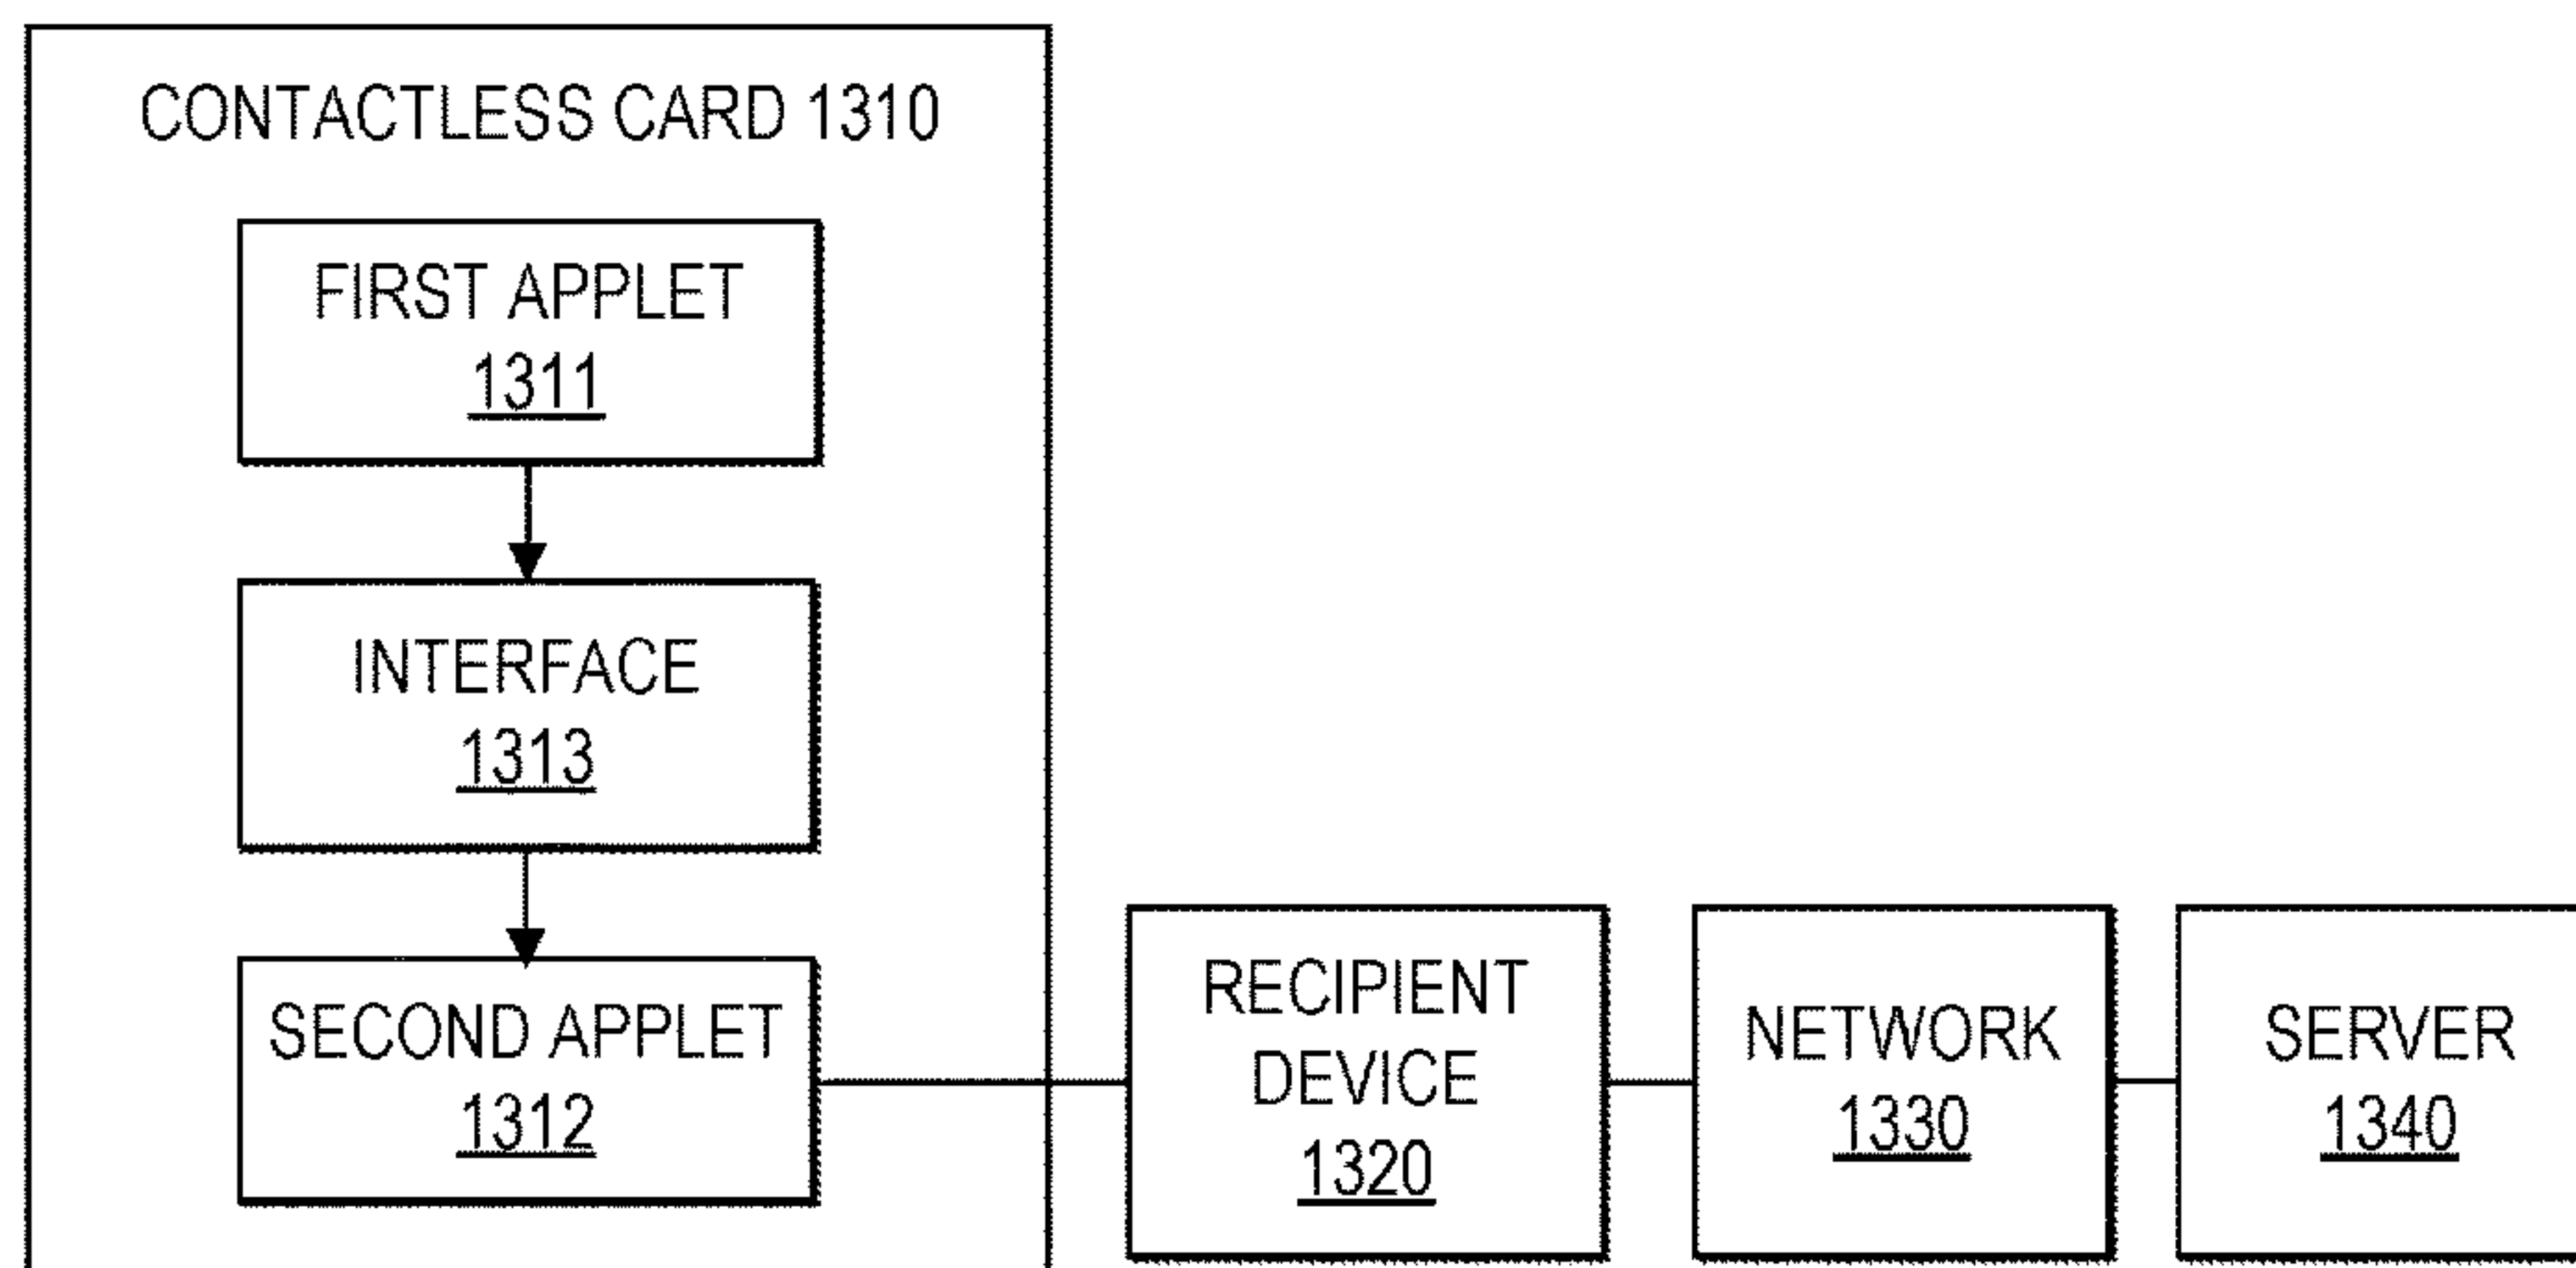 CONTACTLESS CARD 1310
FIRST APPLET
1311
INTERFACE
1313
SECOND APPLET
1312
RECIPIENT
DEVICE
1320
NETWORK
1330
SERVER
1340